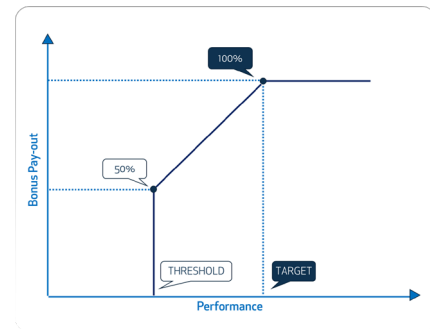 100%
50%
Bonus Pay-out
THRESHOLD
TARGET
Performance